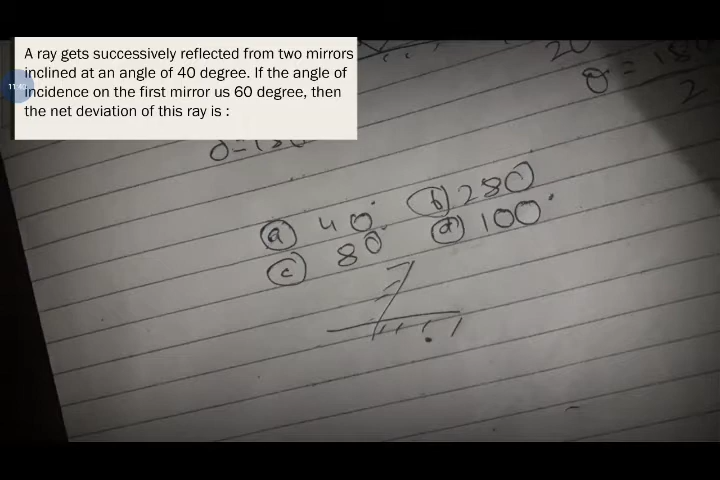 A ray gets successively reflected from two mirrors
inclined at an angle of 40 degree. If the angle of
incidence on the first mirror us 60 degree, then
the net deviation of this ray is :
(a) 40° (b) 280
(c) 80° (d) 100°